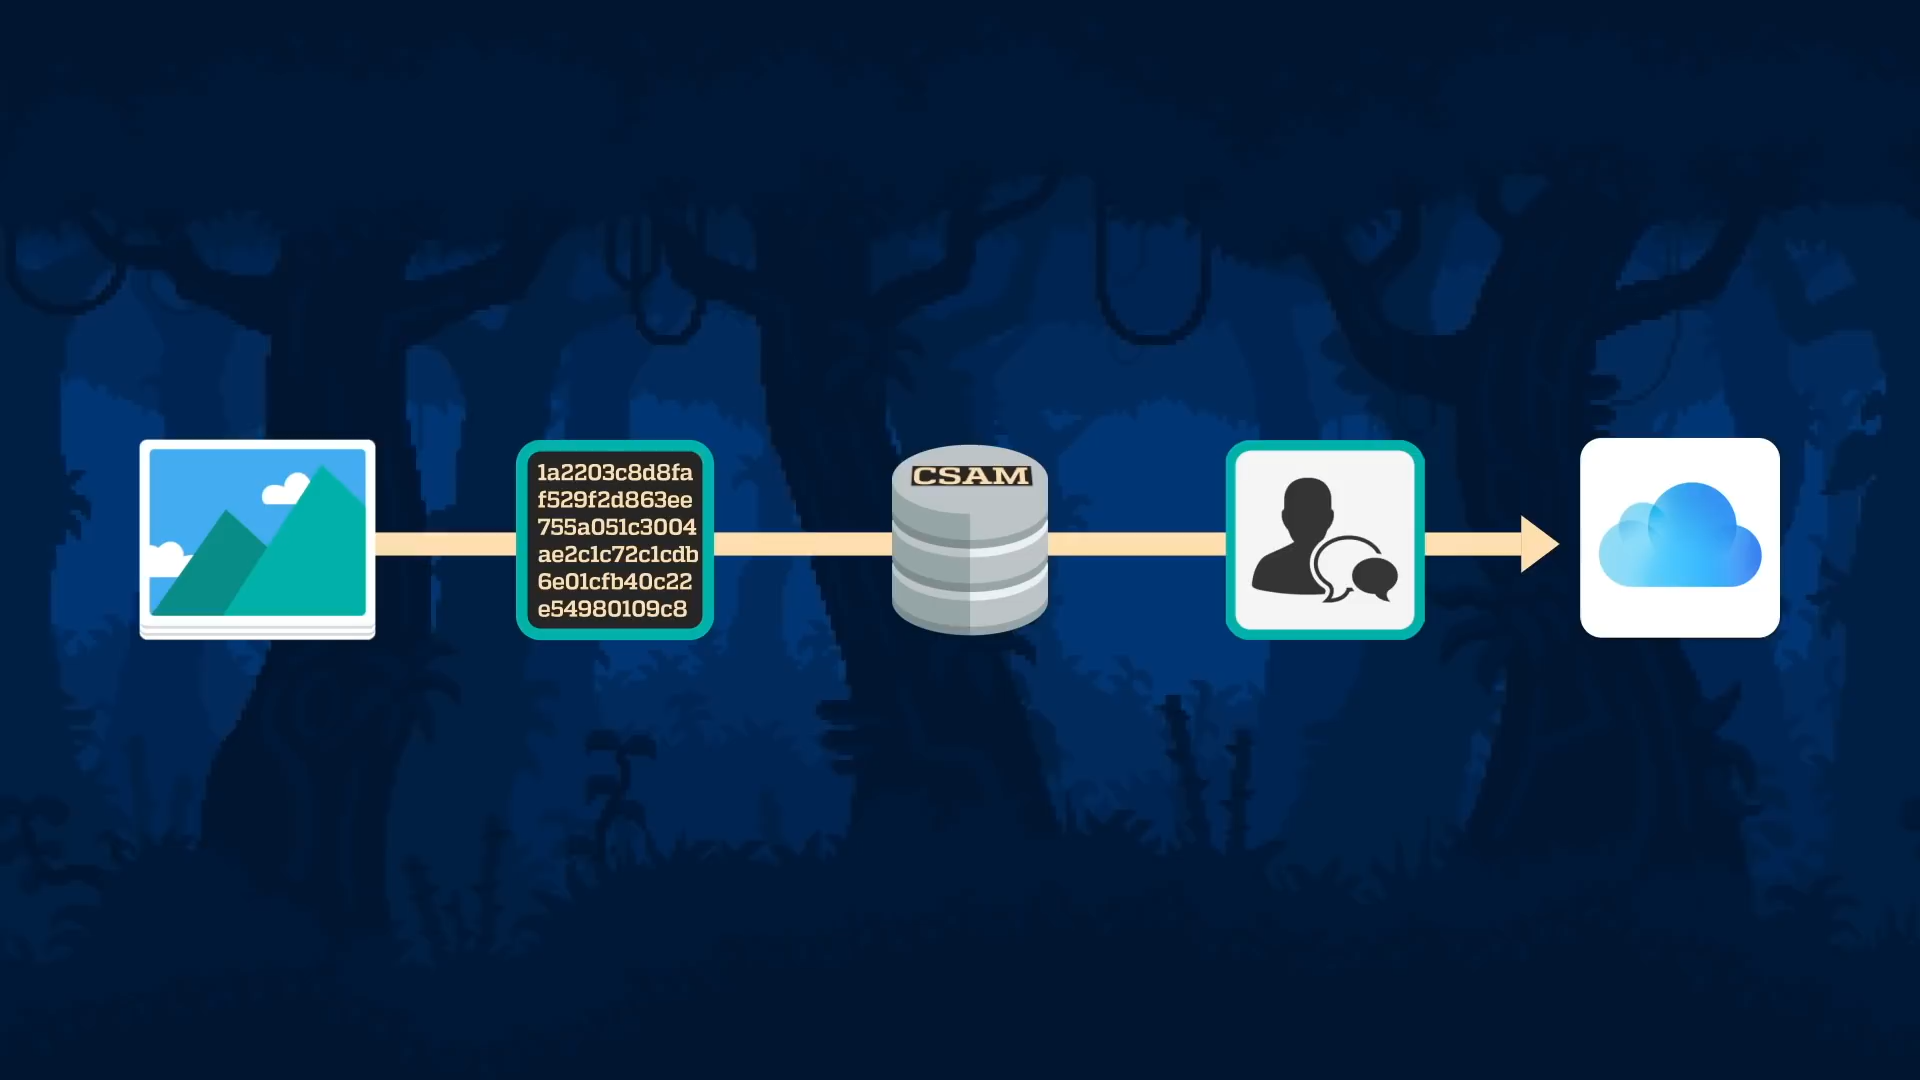 1a2203c8d8fa
f529f2d863ee
755a051c3004
ae2c1c72c1cdb
6e01cfb40c22
e54980109c8
CSAM